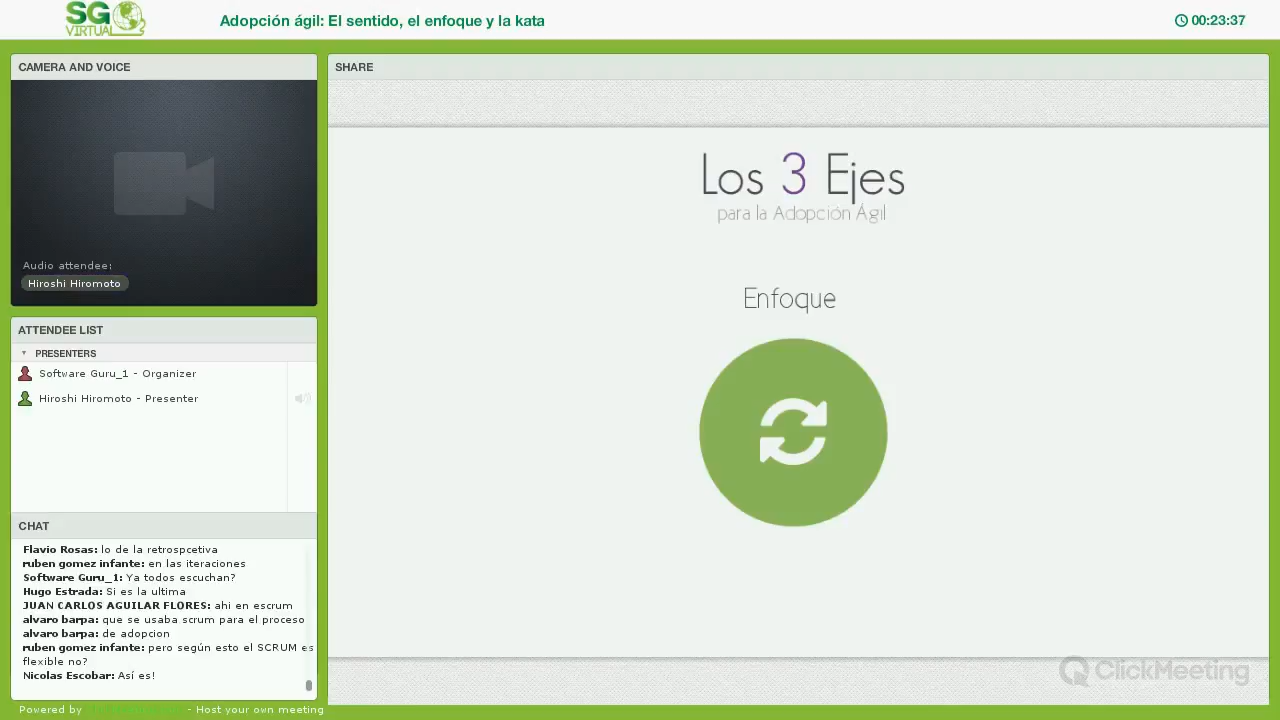 SG
VIRTUAL
Adopción ágil: El sentido, el enfoque y la kata
00:23:37
CAMERA AND VOICE
Audio attendee:
Hiroshi Hiromoto
ATTENDEE LIST
PRESENTERS
Software Guru_1 - Organizer
Hiroshi Hiromoto - Presenter
CHAT
Flavio Rosas: lo de la retrospcetiva
ruben gomez infante: en las iteraciones
Software Guru_1: Ya todos escuchan?
Hugo Estrada: Si es la ultima
JUAN CARLOS AGUILAR FLORES: ahi en escrum
alvaro barpa: que se usaba scrum para el proceso
alvaro barpa: de adopcion
ruben gomez infante: pero según esto el SCRUM es
flexible no?
Nicolas Escobar: Así es!
Powered by - Host your own meeting
SHARE
Los 3 Ejes
para la Adopción Ágil
Enfoque
ClickMeeting